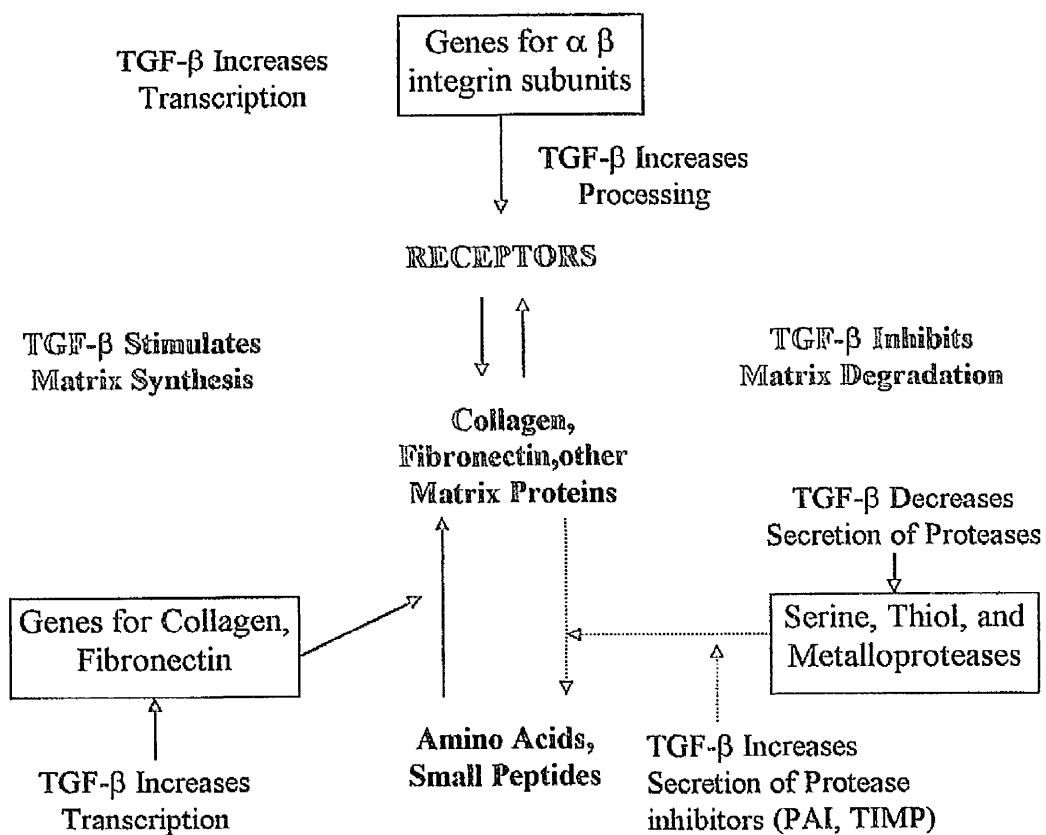 TGF-β Increases
Transcription
Genes for α β
integrin subunits
TGF-β Increases
Processing
RECEPTORS
TGF-β Stimulates
Matrix Synthesis
TGF-β Inhibits
Matrix Degradation
Collagen,
Fibronectin,other
Matrix Proteins
TGF-β Decreases
Secretion of Proteases
Genes for Collagen,
Fibronectin
Serine, Thiol, and
Metalloproteases
Amino Acids,
Small Peptides
TGF-β Increases
Transcription
TGF-β Increases
Secretion of Protease
inhibitors (PAI, TIMP)